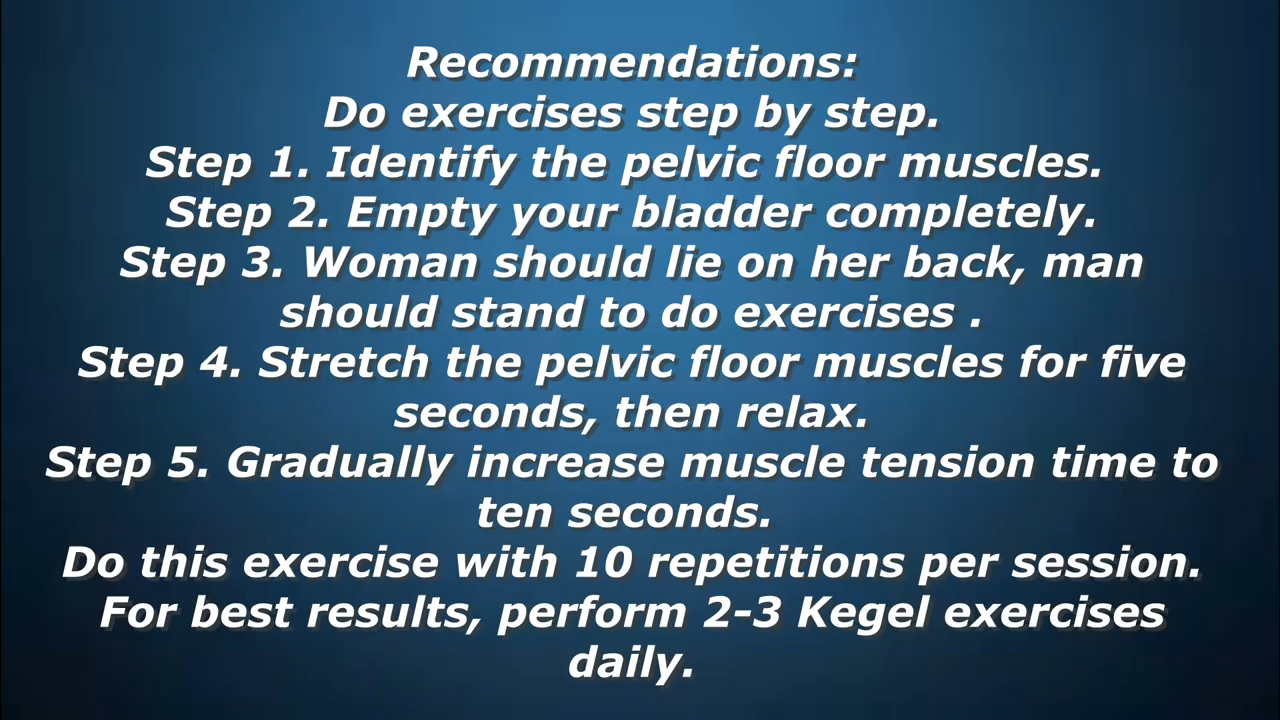 Recommendations:
Do exercises step by step.
Step 1. Identify the pelvic floor muscles.
Step 2. Empty your bladder completely.
Step 3. Woman should lie on her back, man
should stand to do exercises .
Step 4. Stretch the pelvic floor muscles for five
seconds, then relax.
Step 5. Gradually increase muscle tension time to
ten seconds.
Do this exercise with 10 repetitions per session.
For best results, perform 2-3 Kegel exercises
daily.